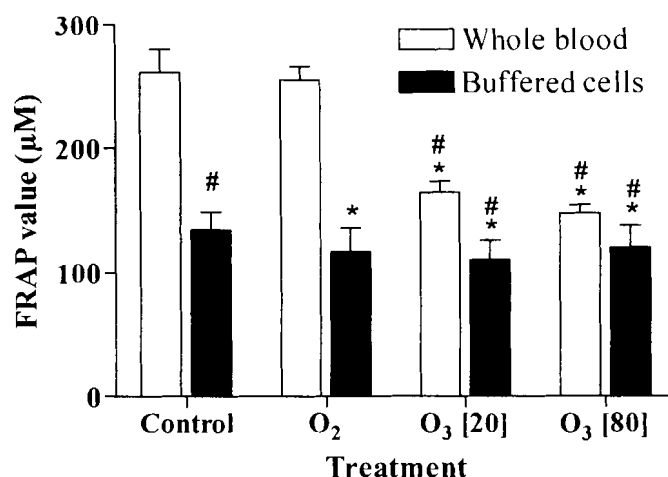 300
200
100
0
FRAP value (μM)
Whole blood
Buffered cells
#
*
#
*
#
*
#
*
#
*
Control
O₂
O₃ [20]
O₃ [80]
Treatment